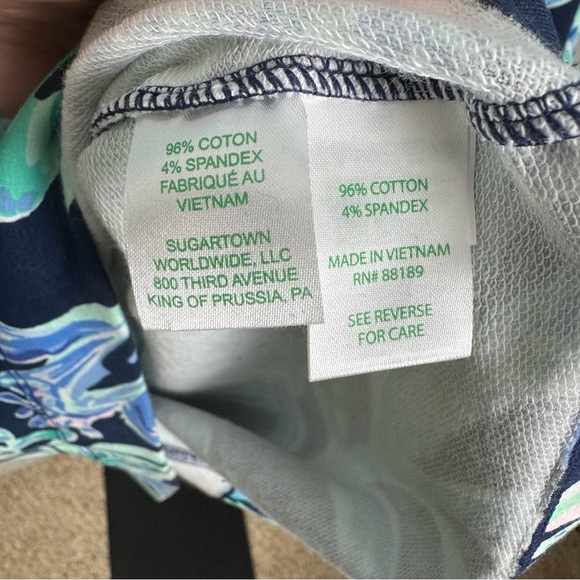 96% COTON
4% SPANDEX
FABRIQUÉ AU
VIETNAM
SUGARTOWN
WORLDWIDE, LLC
800 THIRD AVENUE
KING OF PRUSSIA, PA
96% COTTON
4% SPANDEX
MADE IN VIETNAM
RN# 88189
SEE REVERSE
FOR CARE